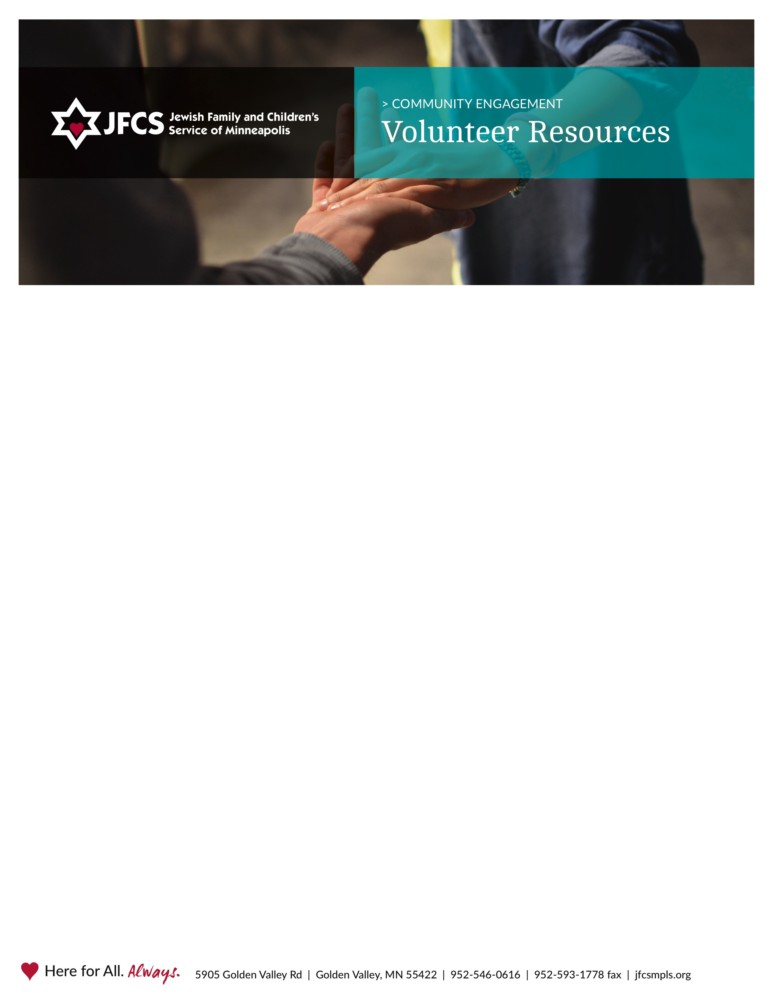 JFCS
Jewish Family and Children's
Service of Minneapolis
> COMMUNITY ENGAGEMENT
Volunteer Resources
Here for All. Always.
5905 Golden Valley Rd | Golden Valley, MN 55422 | 952-546-0616 | 952-593-1778 fax | jfcsmpls.org